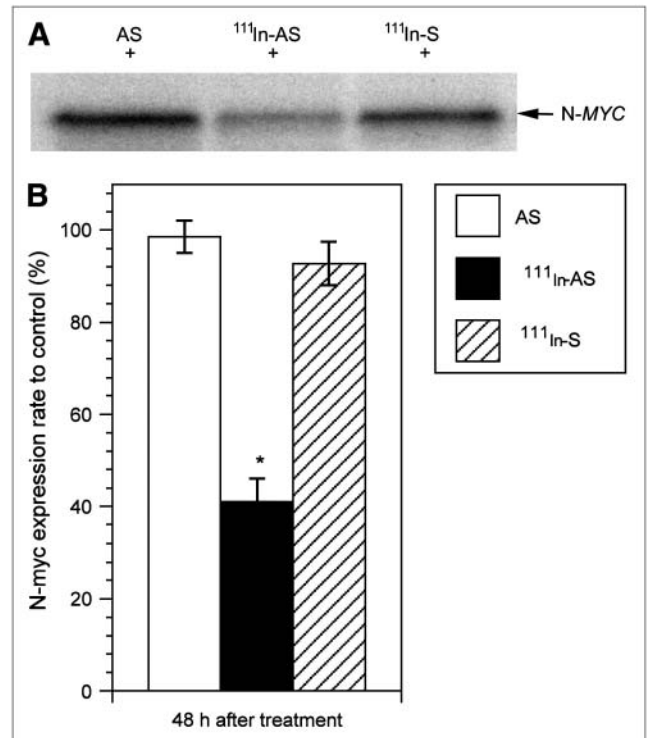 A
AS ¹¹¹In-AS ¹¹¹In-S
+ + +
N-MYC
B
N-myc expression rate to control (%)
100
80
60
40
20
0
*
48 h after treatment
AS
¹¹¹In-AS
¹¹¹In-S